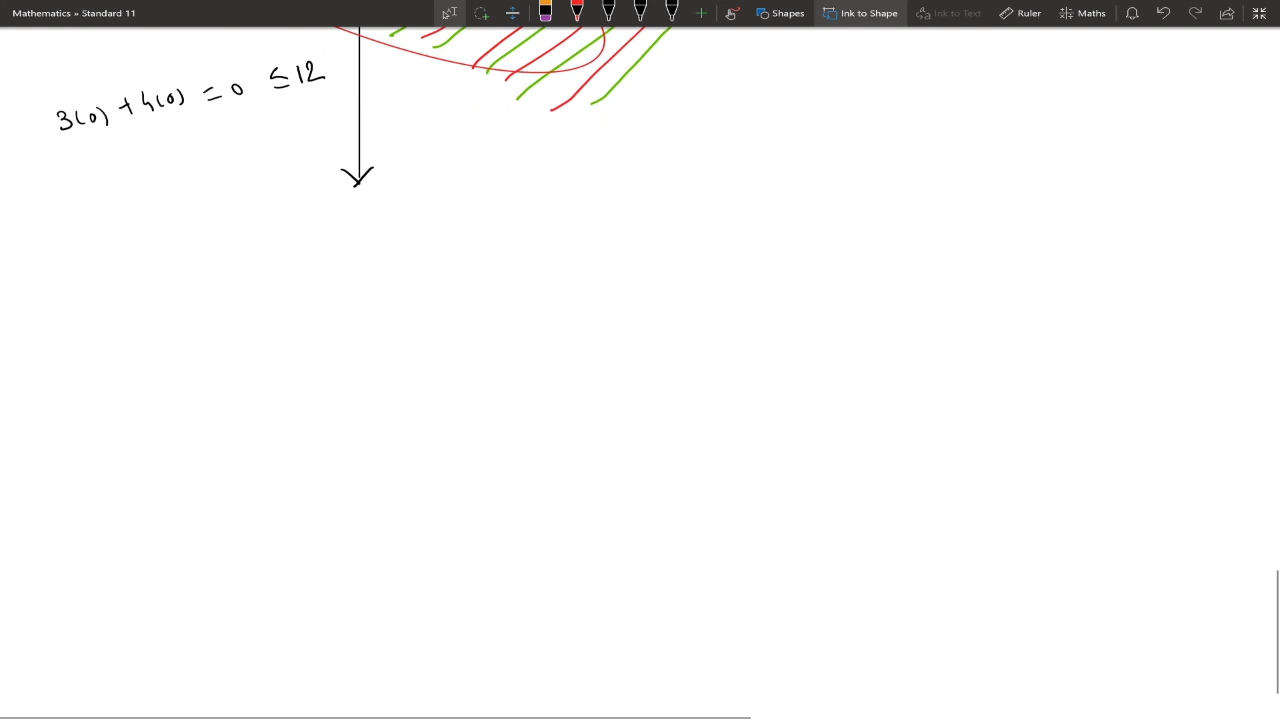 Mathematics » Standard 11
Shapes
Ink to Shape
Ink to Text
Ruler
Maths
3(0) + 4(0) = 0 ≤ 12